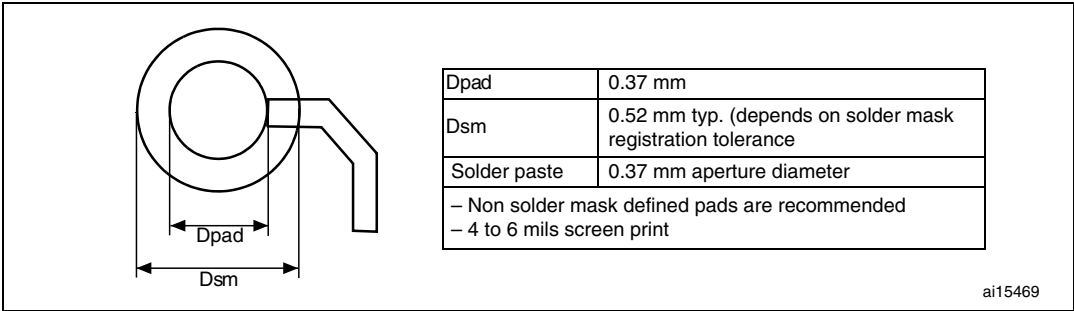 Dpad
Dsm
Dpad 0.37 mm
Dsm 0.52 mm typ. (depends on solder mask
registration tolerance
Solder paste 0.37 mm aperture diameter
– Non solder mask defined pads are recommended
– 4 to 6 mils screen print
ai15469